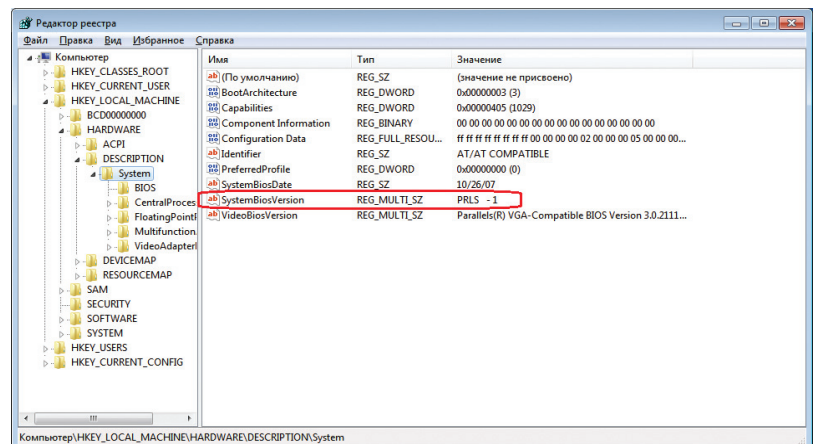 Редактор реестра
Файл Правка Вид Избранное Справка
Компьютер
HKEY_CLASSES_ROOT
HKEY_CURRENT_USER
HKEY_LOCAL_MACHINE
BCD00000000
HARDWARE
ACPI
DESCRIPTION
System
BIOS
CentralProces
FloatingPointF
Multifunction.
VideoAdapterI
DEVICEMAP
RESOURCEMAP
SAM
SECURITY
SOFTWARE
SYSTEM
HKEY_USERS
HKEY_CURRENT_CONFIG
Имя Тип Значение
(По умолчанию) REG_SZ (значение не присвоено)
BootArchitecture REG_DWORD 0x00000003 (3)
Capabilities REG_DWORD 0x00000405 (1029)
Component Information REG_BINARY 00 00 00 00 00 00 00 00 00 00 00 00 00 00 00 00
Configuration Data REG_FULL_RESOU... ff ff ff ff ff ff ff ff 00 00 00 00 02 00 00 00 05 00 00 00...
Identifier REG_SZ AT/AT COMPATIBLE
PreferredProfile REG_DWORD 0x00000000 (0)
SystemBiosDate REG_SZ 10/26/07
SystemBiosVersion REG_MULTI_SZ PRLS - 1
VideoBiosVersion REG_MULTI_SZ Parallels(R) VGA-Compatible BIOS Version 3.0.2111...
Компьютер\HKEY_LOCAL_MACHINE\HARDWARE\DESCRIPTION\System